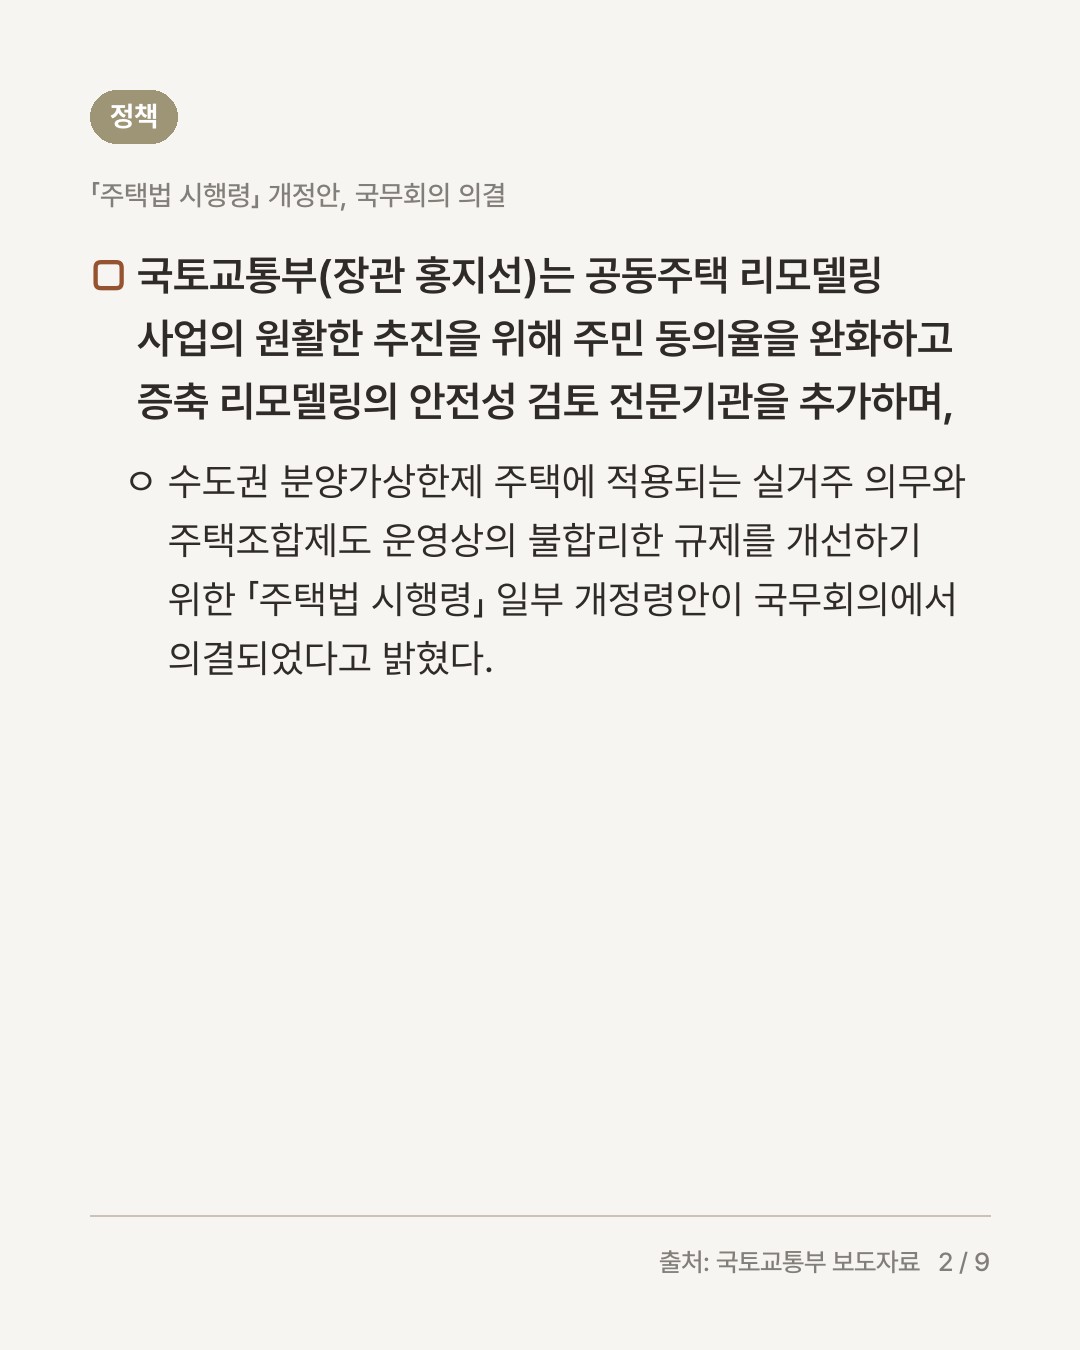 정책
「주택법 시행령」 개정안, 국무회의 의결
□ 국토교통부(장관 홍지선)는 공동주택 리모델링
사업의 원활한 추진을 위해 주민 동의율을 완화하고
증축 리모델링의 안전성 검토 전문기관을 추가하며,
ㅇ 수도권 분양가상한제 주택에 적용되는 실거주 의무와
주택조합제도 운영상의 불합리한 규제를 개선하기
위한 「주택법 시행령」 일부 개정령안이 국무회의에서
의결되었다고 밝혔다.
출처: 국토교통부 보도자료 2 / 9